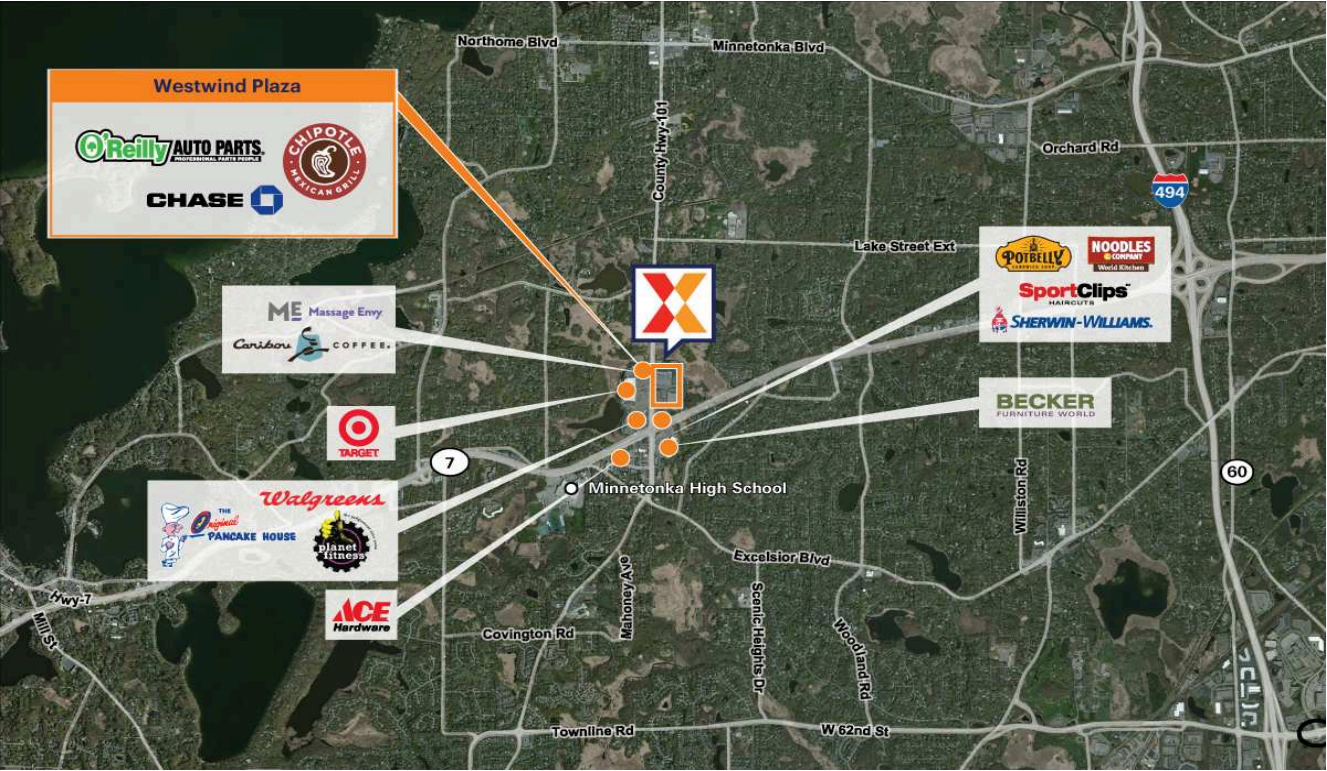 Northome Blvd
Minnetonka Blvd
Westwind Plaza
O'Reilly AUTO PARTS.
PROFESSIONAL PARTS PEOPLE
CHIPOTLE
MEXICAN GRILL
CHASE
County Hwy-101
Orchard Rd
494
Lake Street Ext
POTBELLY
SANDWICH SHOP
NOODLES
& COMPANY
World Kitchen
SportClips
HAIRCUTS
SHERWIN-WILLIAMS.
ME Massage Envy
Caribou COFFEE
BECKER
FURNITURE WORLD
TARGET
7
Minnetonka High School
Williston Rd
60
Walgreens
THE
Original
PANCAKE HOUSE
planet
fitness
Excelsior Blvd
Hwy-7
Mill St
ACE
Hardware
Mahoney Ave
Covington Rd
Scenic Heights Dr
Woodland Rd
Townline Rd
W 62nd St